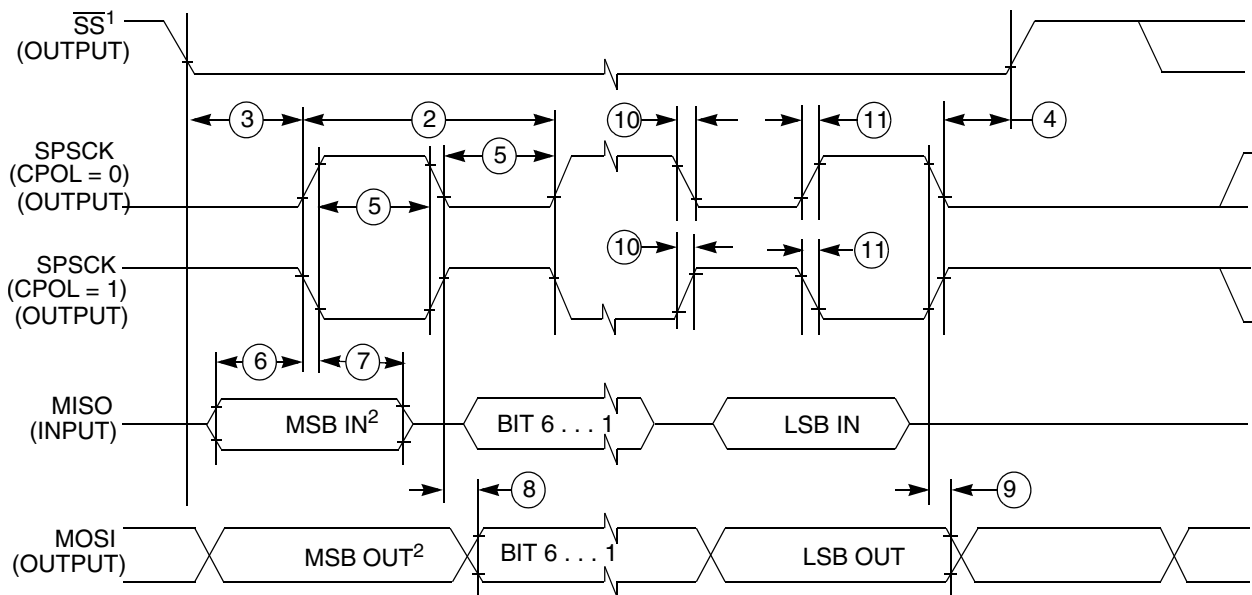 SS¹
(OUTPUT)
3
2
10
11
4
SPSCK
(CPOL = 0)
(OUTPUT)
5
5
SPSCK
(CPOL = 1)
(OUTPUT)
10
11
6
7
MISO
(INPUT)
MSB IN²
BIT 6 . . . 1
LSB IN
8
9
MOSI
(OUTPUT)
MSB OUT²
BIT 6 . . . 1
LSB OUT